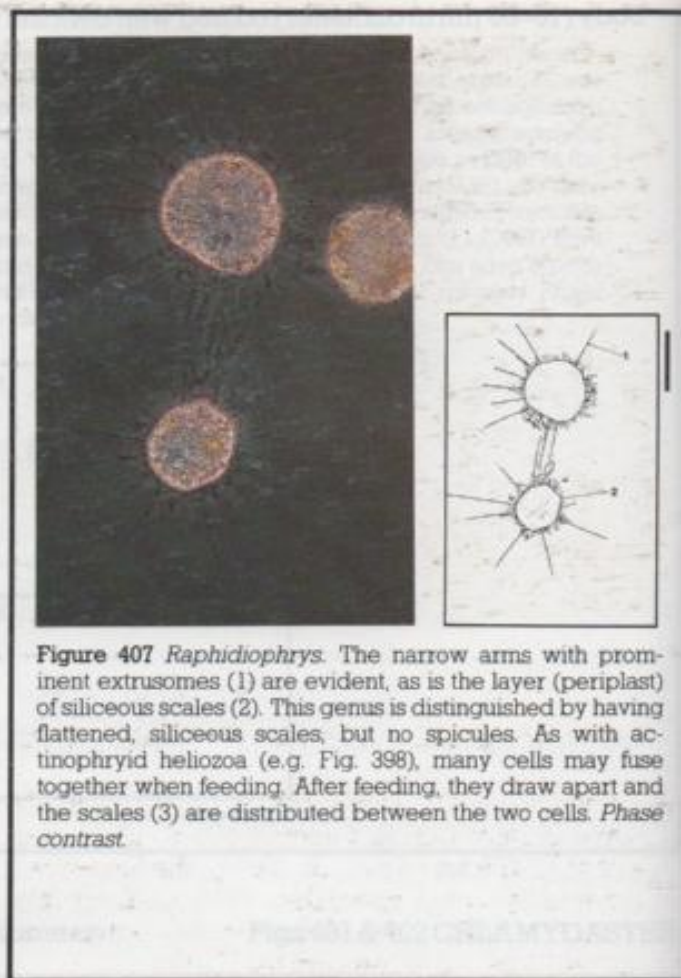 1
2
Figure 407 Raphidiophrys. The narrow arms with prom-
inent extrusomes (1) are evident, as is the layer (periplast)
of siliceous scales (2). This genus is distinguished by having
flattened, siliceous scales, but no spicules. As with ac-
tinophryid heliozoa (e.g. Fig. 398), many cells may fuse
together when feeding. After feeding, they draw apart and
the scales (3) are distributed between the two cells. Phase
contrast.